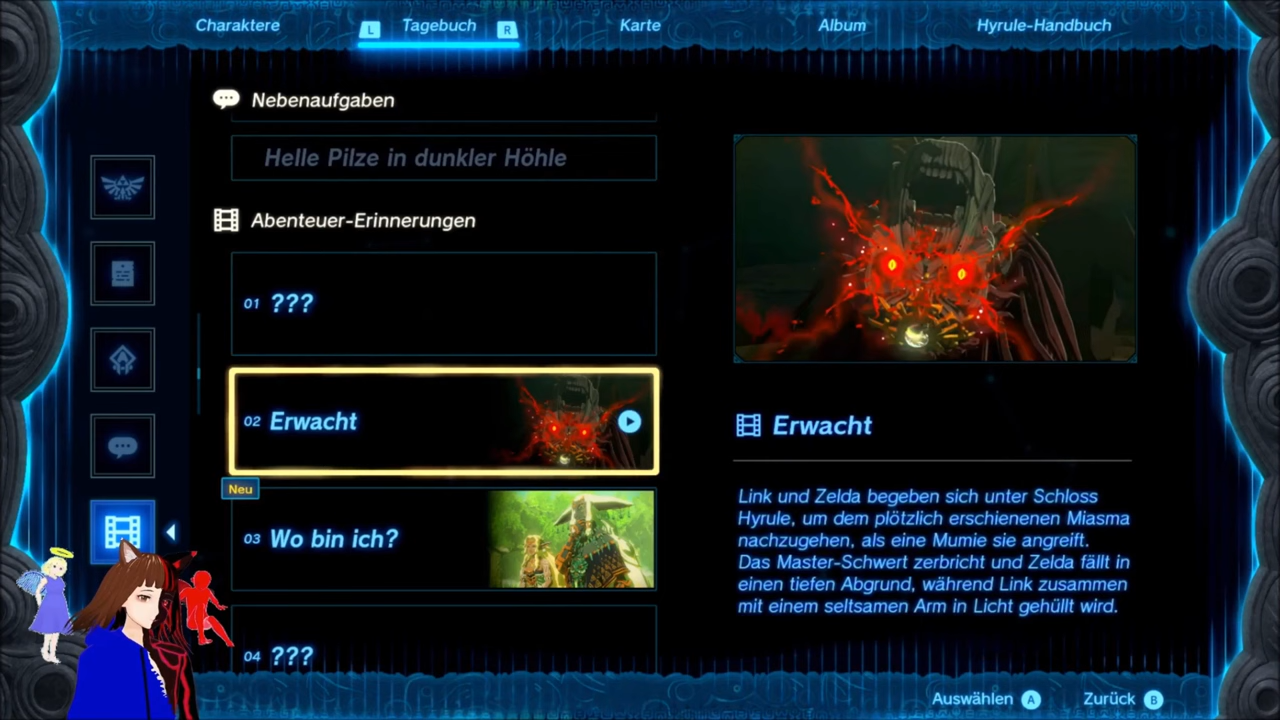 Charaktere
L Tagebuch R
Karte
Album
Hyrule-Handbuch
Nebenaufgaben
Helle Pilze in dunkler Höhle
Abenteuer-Erinnerungen
01 ???
02 Erwacht
Neu
03 Wo bin ich?
04 ???
Erwacht
Link und Zelda begeben sich unter Schloss
Hyrule, um dem plötzlich erschienenen Miasma
nachzugehen, als eine Mumie sie angreift.
Das Master-Schwert zerbricht und Zelda fällt in
einen tiefen Abgrund, während Link zusammen
mit einem seltsamen Arm in Licht gehüllt wird.
Auswählen A
Zurück B